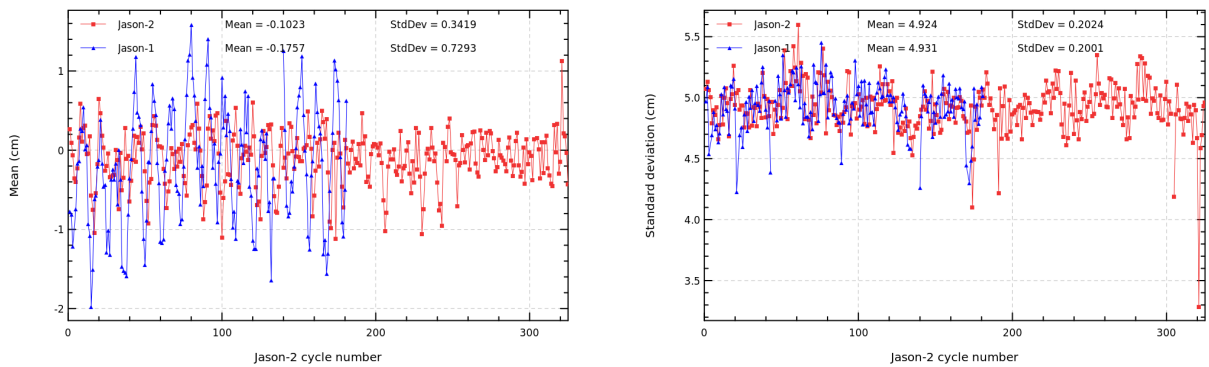 Jason-2 Mean = -0.1023 StdDev = 0.3419
Jason-1 Mean = -0.1757 StdDev = 0.7293
Mean (cm)
1
0
-1
-2
0 100 200 300
Jason-2 cycle number
Jason-2 Mean = 4.924 StdDev = 0.2024
Jason-1 Mean = 4.931 StdDev = 0.2001
Standard deviation (cm)
5.5
5.0
4.5
4.0
3.5
0 100 200 300
Jason-2 cycle number